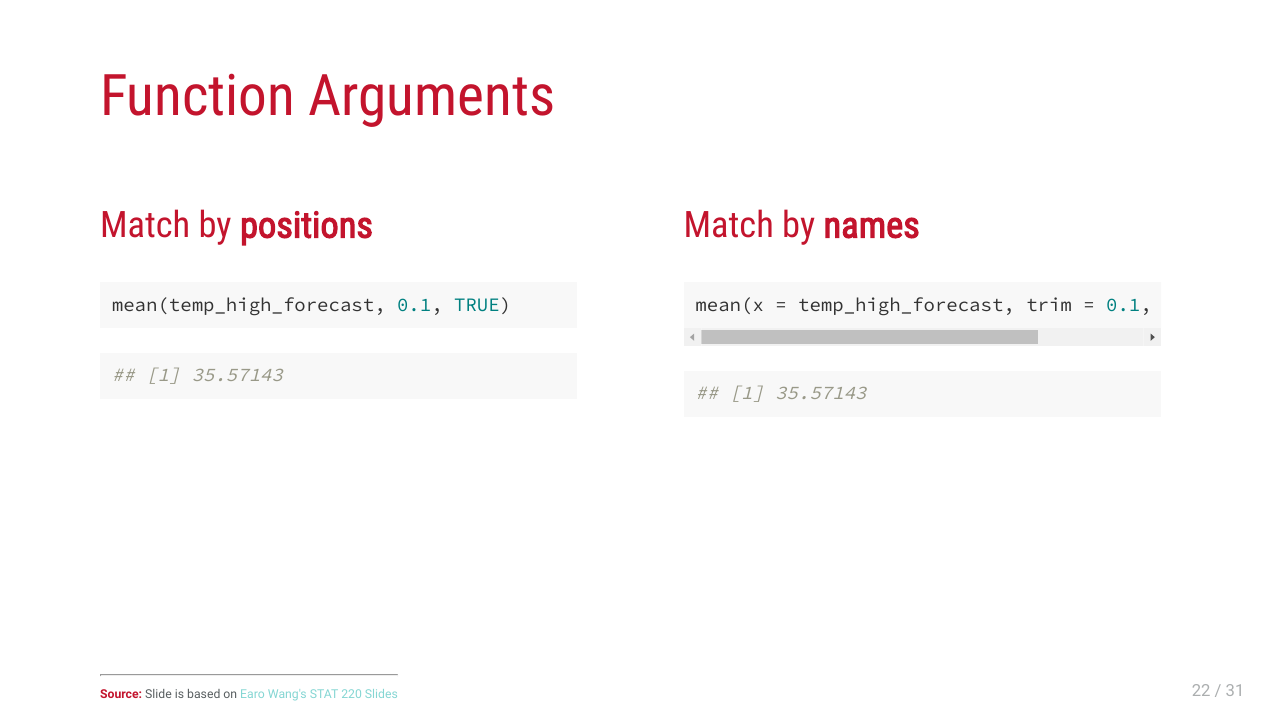 Function Arguments
Match by positions
mean(temp_high_forecast, 0.1, TRUE)
## [1] 35.57143
Match by names
mean(x = temp_high_forecast, trim = 0.1,
## [1] 35.57143
Source: Slide is based on Earo Wang's STAT 220 Slides
22 / 31